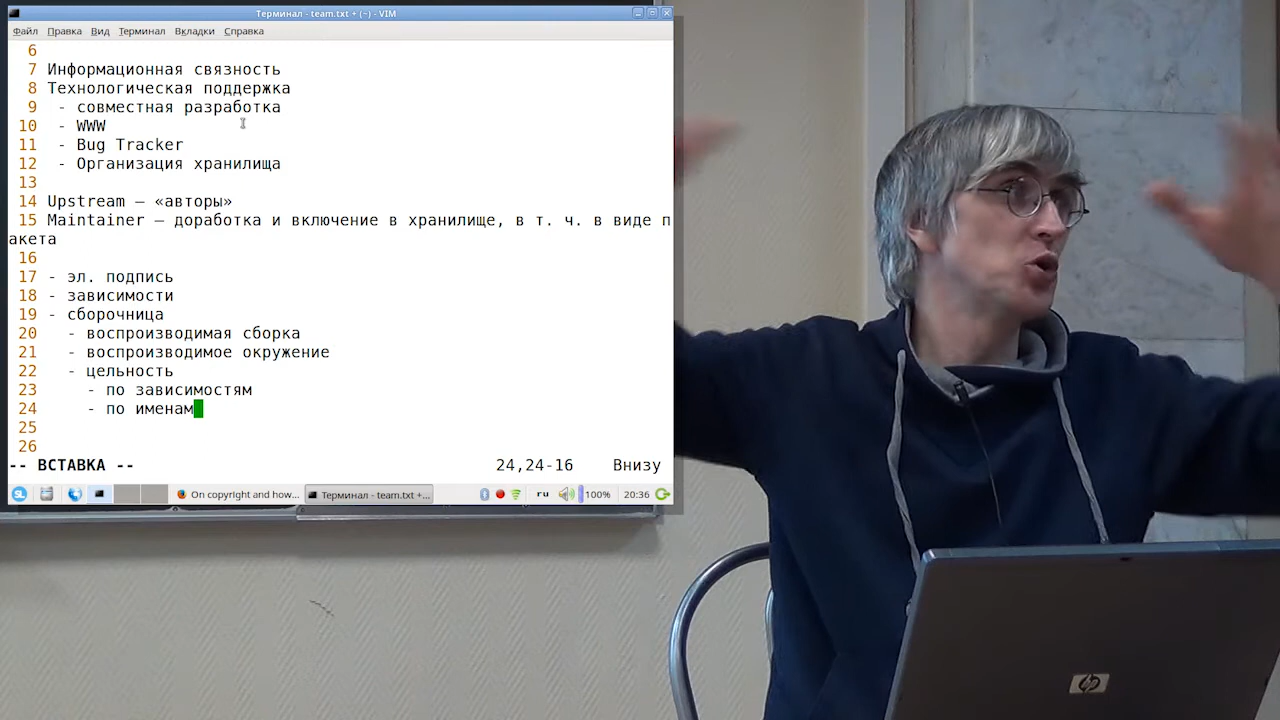 Терминал - team.txt + (~) - VIM
Файл Правка Вид Терминал Вкладки Справка
6
7 Информационная связность
8 Технологическая поддержка
9 - совместная разработка
10 - WWW
11 - Bug Tracker
12 - Организация хранилища
13
14 Upstream — «авторы»
15 Maintainer — доработка и включение в хранилище, в т. ч. в виде п
акета
16
17 - эл. подпись
18 - зависимости
19 - сборочница
20 - воспроизводимая сборка
21 - воспроизводимое окружение
22 - цельность
23 - по зависимостям
24 - по именам
25
26
-- ВСТАВКА -- 24,24-16 Внизу
SL On copyright and how... Терминал - team.txt +... ru 100% 20:36
hp